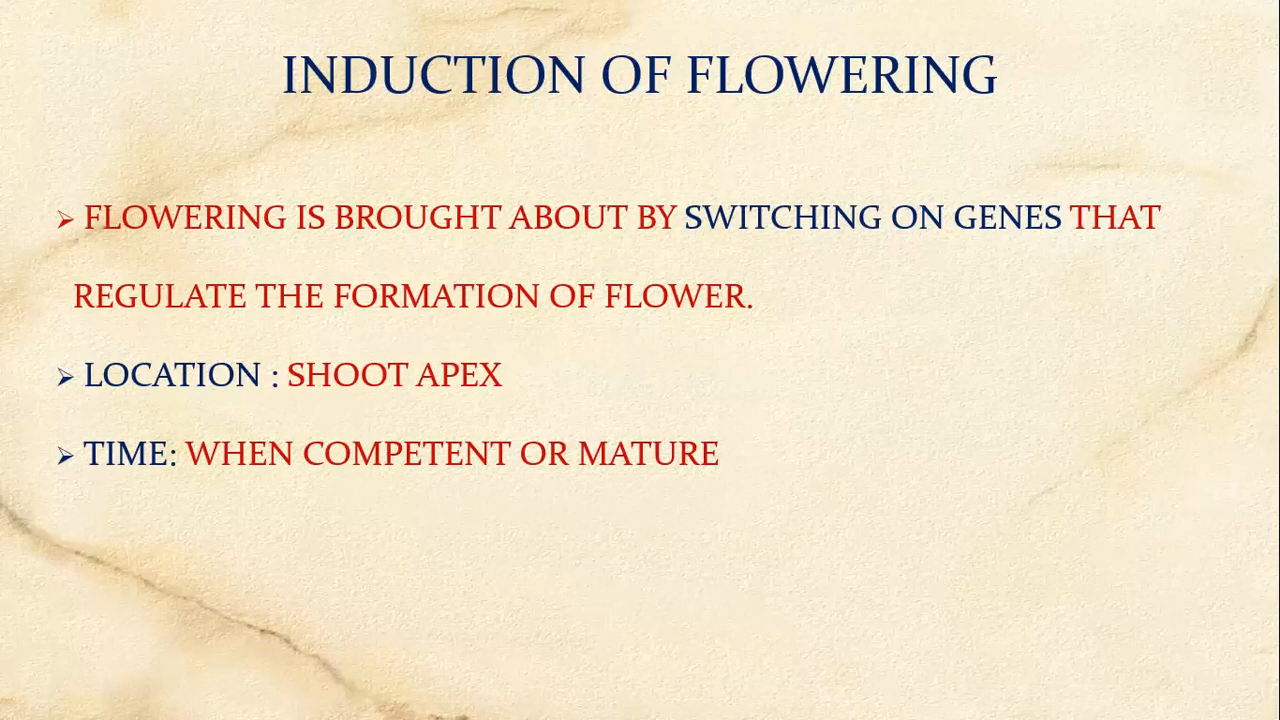 INDUCTION OF FLOWERING
➢ FLOWERING IS BROUGHT ABOUT BY SWITCHING ON GENES THAT
REGULATE THE FORMATION OF FLOWER.
➢ LOCATION : SHOOT APEX
➢ TIME: WHEN COMPETENT OR MATURE